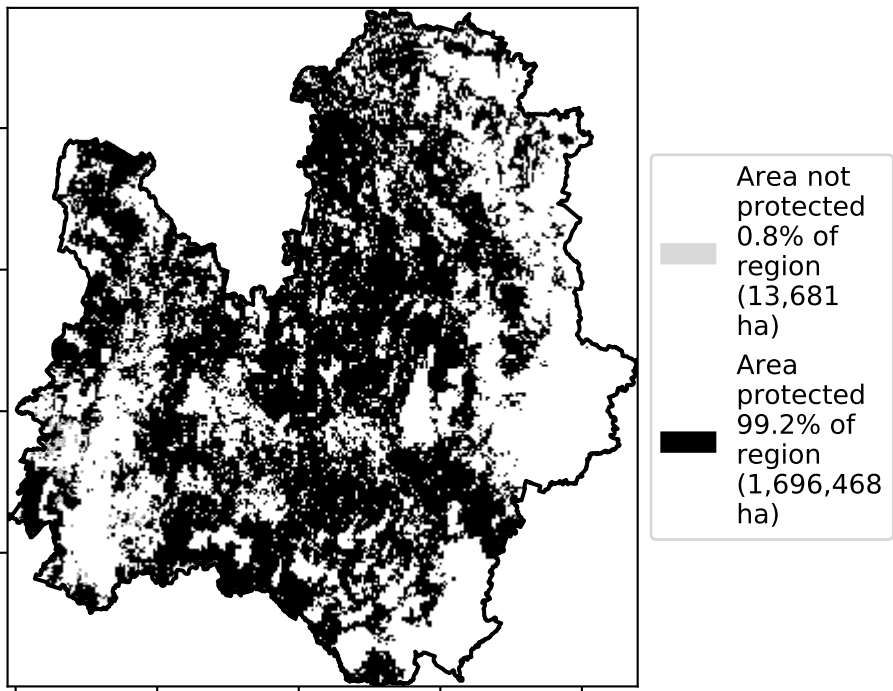 Area not
protected
0.8% of
region
(13,681
ha)
Area
protected
99.2% of
region
(1,696,468
ha)